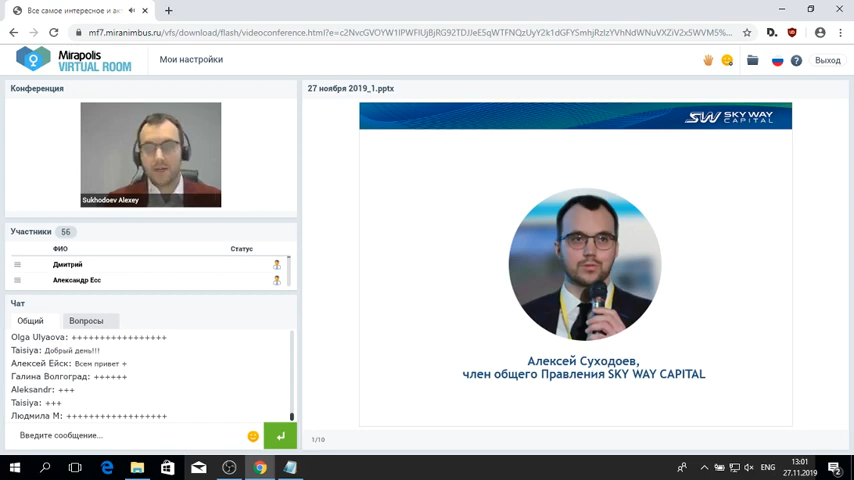 Все самое интересное и акт
mf7.miranimbus.ru/vfs/download/flash/videoconference.html?e=
Mirapolis
VIRTUAL ROOM
Мои настройки
Выход
Конференция
27 ноября 2019_1.pptx
SW SKY WAY
CAPITAL
Sukhodoev Alexey
Участники 56
ФИО Статус
Дмитрий
Александр Есс
Чат
Общий Вопросы
Olga Ulyaova: +++++++++++++++++
Taisiya: Добрый день!!!
Алексей Ейск: Всем привет +
Галина Волгоград: ++++++
Aleksandr: +++
Taisiya: +++
Людмила М: ++++++++++++++++++
Введите сообщение...
Алексей Суходоев,
член общего Правления SKY WAY CAPITAL
1/10
ENG
13:01
27.11.2019
2